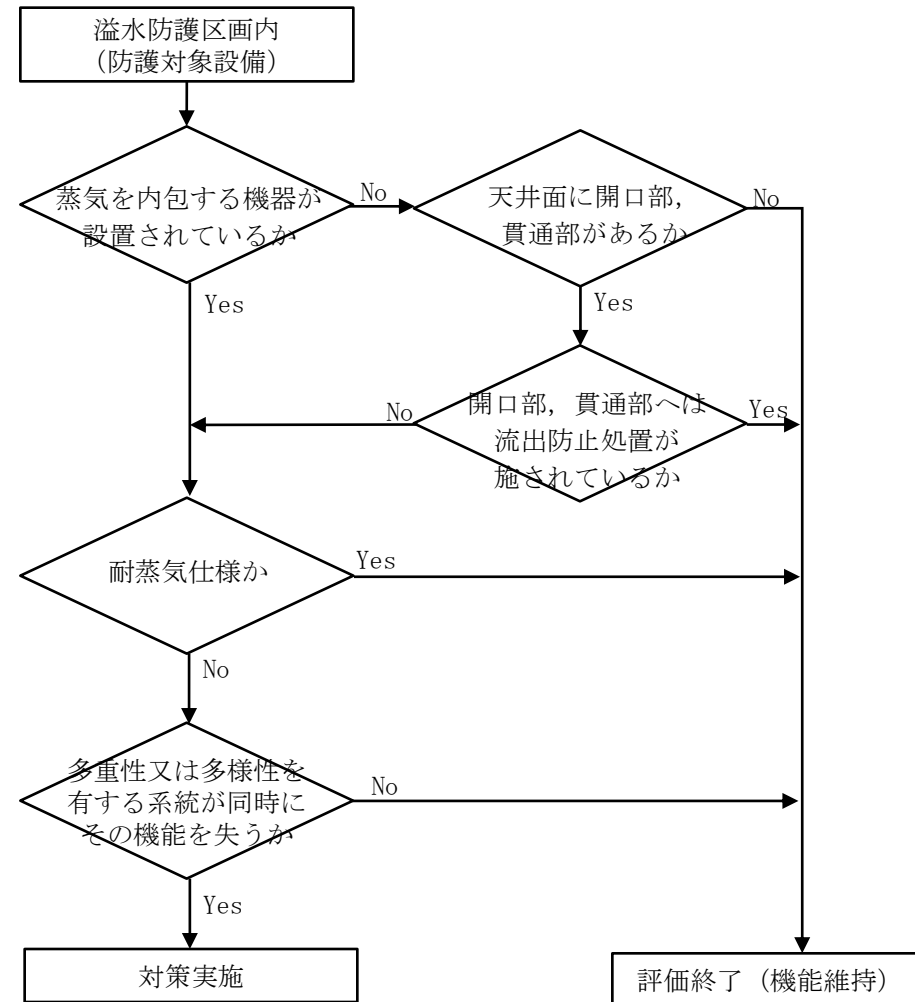 溢水防護区画内
（防護対象設備）
蒸気を内包する機器が
設置されているか
No
天井面に開口部，
貫通部があるか
No
Yes
Yes
開口部，貫通部へは
流出防止処置が
施されているか
No
Yes
耐蒸気仕様か
Yes
No
多重性又は多様性を
有する系統が同時に
その機能を失うか
No
Yes
対策実施
評価終了（機能維持）